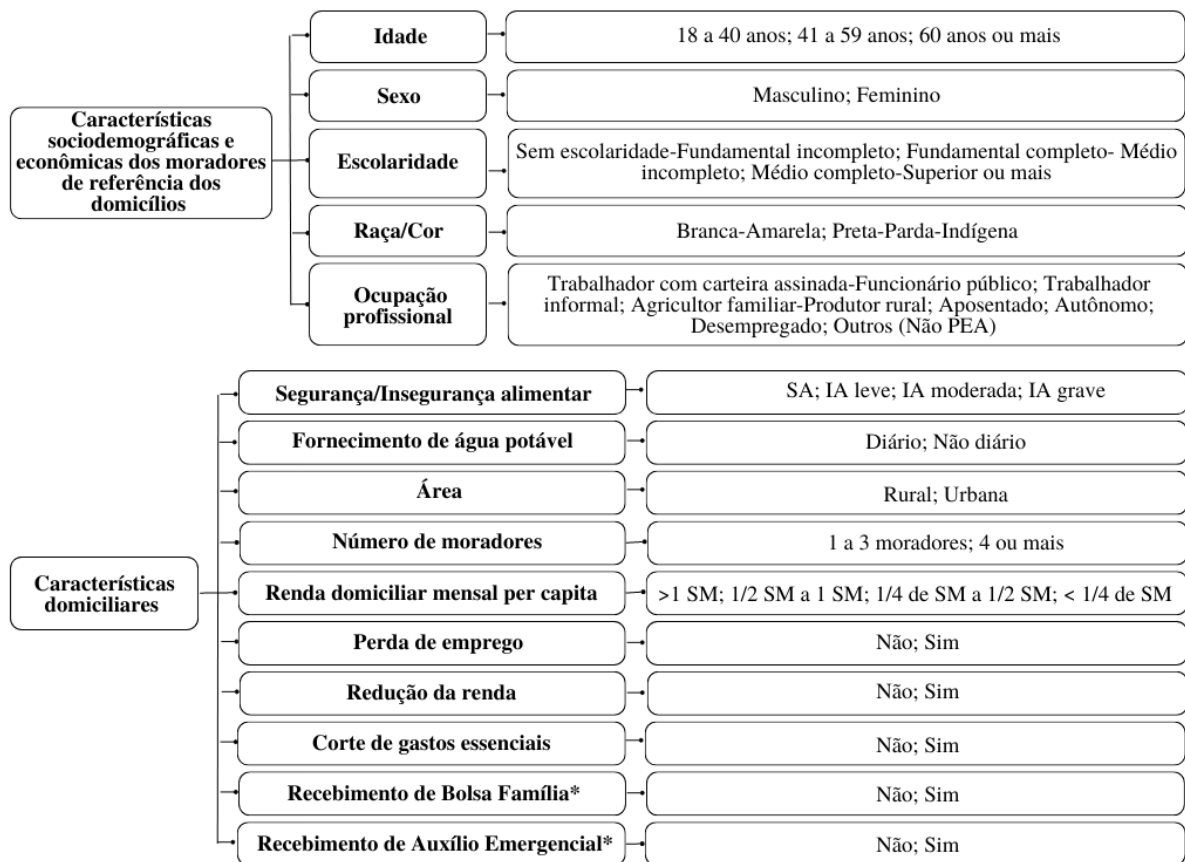 Características
sociodemográficas e
econômicas dos moradores
de referência dos
domicílios
Idade
18 a 40 anos; 41 a 59 anos; 60 anos ou mais
Sexo
Masculino; Feminino
Escolaridade
Sem escolaridade-Fundamental incompleto; Fundamental completo- Médio
incompleto; Médio completo-Superior ou mais
Raça/Cor
Branca-Amarela; Preta-Parda-Indígena
Ocupação
profissional
Trabalhador com carteira assinada-Funcionário público; Trabalhador
informal; Agricultor familiar-Produtor rural; Aposentado; Autônomo;
Desempregado; Outros (Não PEA)
Características
domiciliares
Segurança/Insegurança alimentar
SA; IA leve; IA moderada; IA grave
Fornecimento de água potável
Diário; Não diário
Área
Rural; Urbana
Número de moradores
1 a 3 moradores; 4 ou mais
Renda domiciliar mensal per capita
>1 SM; 1/2 SM a 1 SM; 1/4 de SM a 1/2 SM; < 1/4 de SM
Perda de emprego
Não; Sim
Redução da renda
Não; Sim
Corte de gastos essenciais
Não; Sim
Recebimento de Bolsa Família*
Não; Sim
Recebimento de Auxílio Emergencial*
Não; Sim